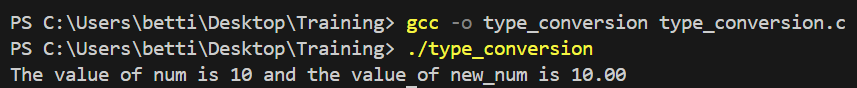 PS C:\Users\betti\Desktop\Training> gcc -o type_conversion type_conversion.c
PS C:\Users\betti\Desktop\Training> ./type_conversion
The value of num is 10 and the value of new_num is 10.00